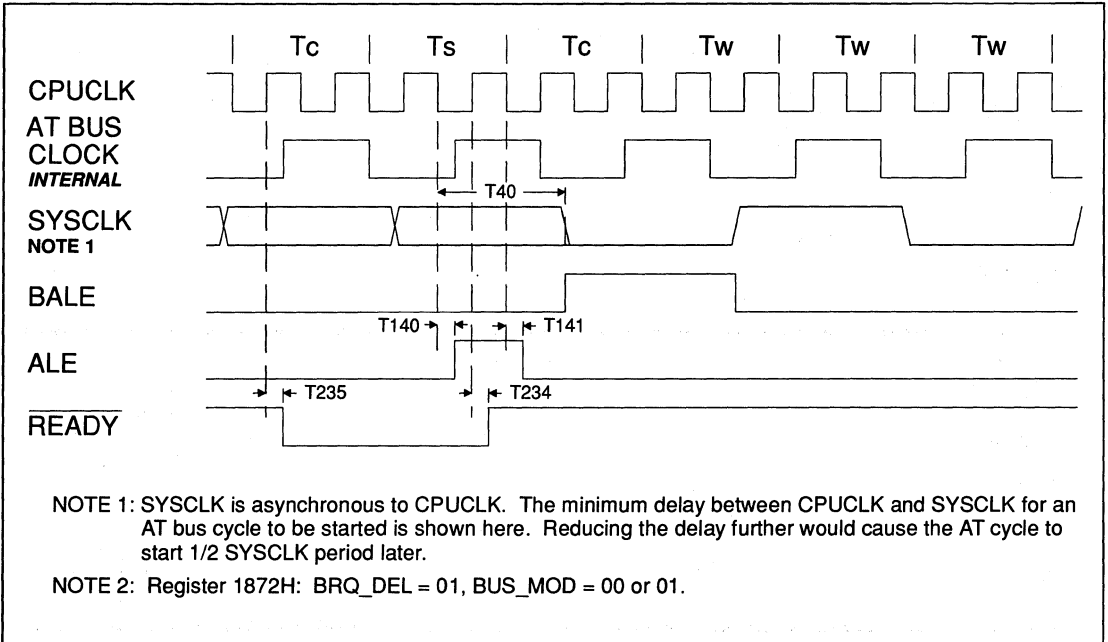 Tc Ts Tc Tw Tw Tw
CPUCLK
AT BUS
CLOCK
INTERNAL
T40
SYSCLK
NOTE 1
BALE
T140 T141
ALE
T235 T234
READY
NOTE 1: SYSCLK is asynchronous to CPUCLK. The minimum delay between CPUCLK and SYSCLK for an
AT bus cycle to be started is shown here. Reducing the delay further would cause the AT cycle to
start 1/2 SYSCLK period later.
NOTE 2: Register 1872H: BRQ_DEL = 01, BUS_MOD = 00 or 01.